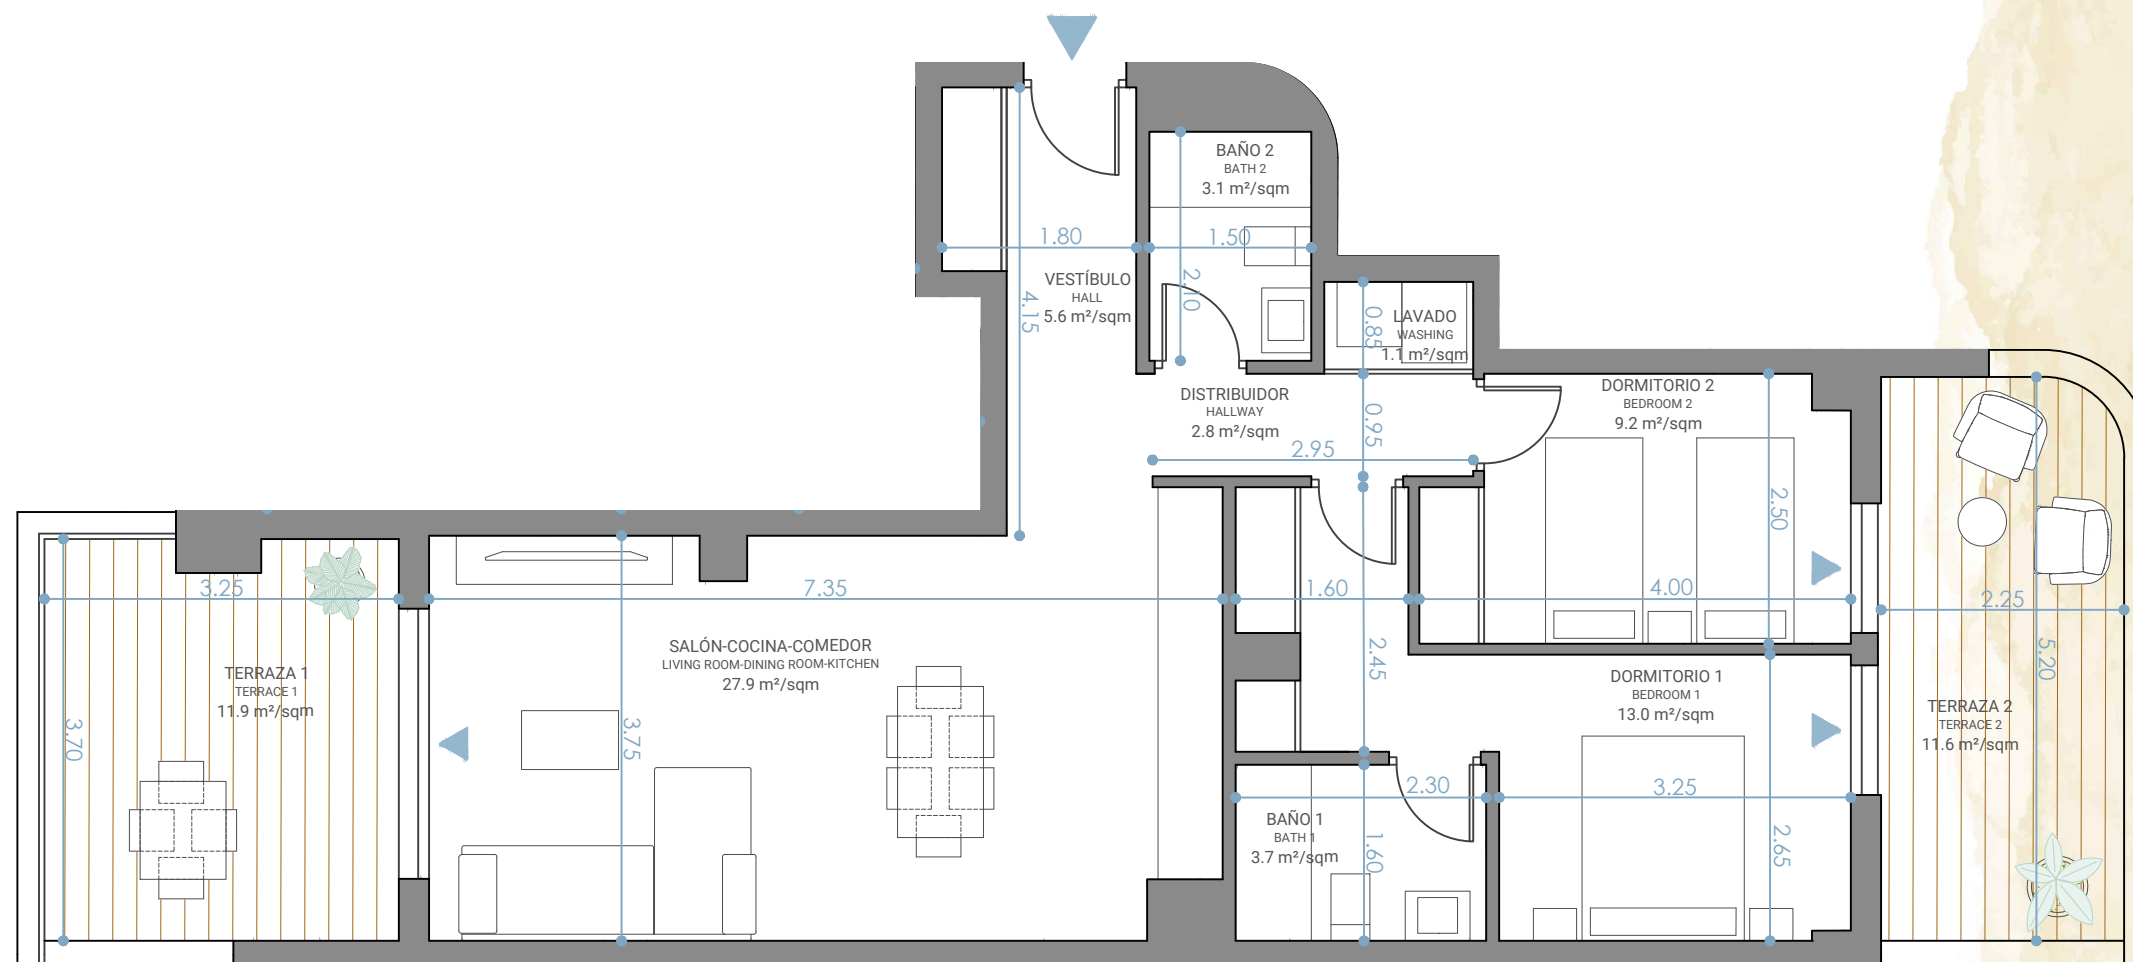 BAÑO 2
BATH 2
3.1 m²/sqm
1.80
1.50
2.10
VESTÍBULO
HALL
5.6 m²/sqm
4.15
0.85
LAVADO
WASHING
1.1 m²/sqm
DISTRIBUIDOR
HALLWAY
2.8 m²/sqm
0.95
2.95
DORMITORIO 2
BEDROOM 2
9.2 m²/sqm
2.50
3.25
7.35
1.60
4.00
2.25
SALÓN-COCINA-COMEDOR
LIVING ROOM-DINING ROOM-KITCHEN
27.9 m²/sqm
TERRAZA 1
TERRACE 1
11.9 m²/sqm
3.70
3.75
2.45
5.20
DORMITORIO 1
BEDROOM 1
13.0 m²/sqm
TERRAZA 2
TERRACE 2
11.6 m²/sqm
2.30
3.25
BAÑO 1
BATH 1
3.7 m²/sqm
1.60
2.65